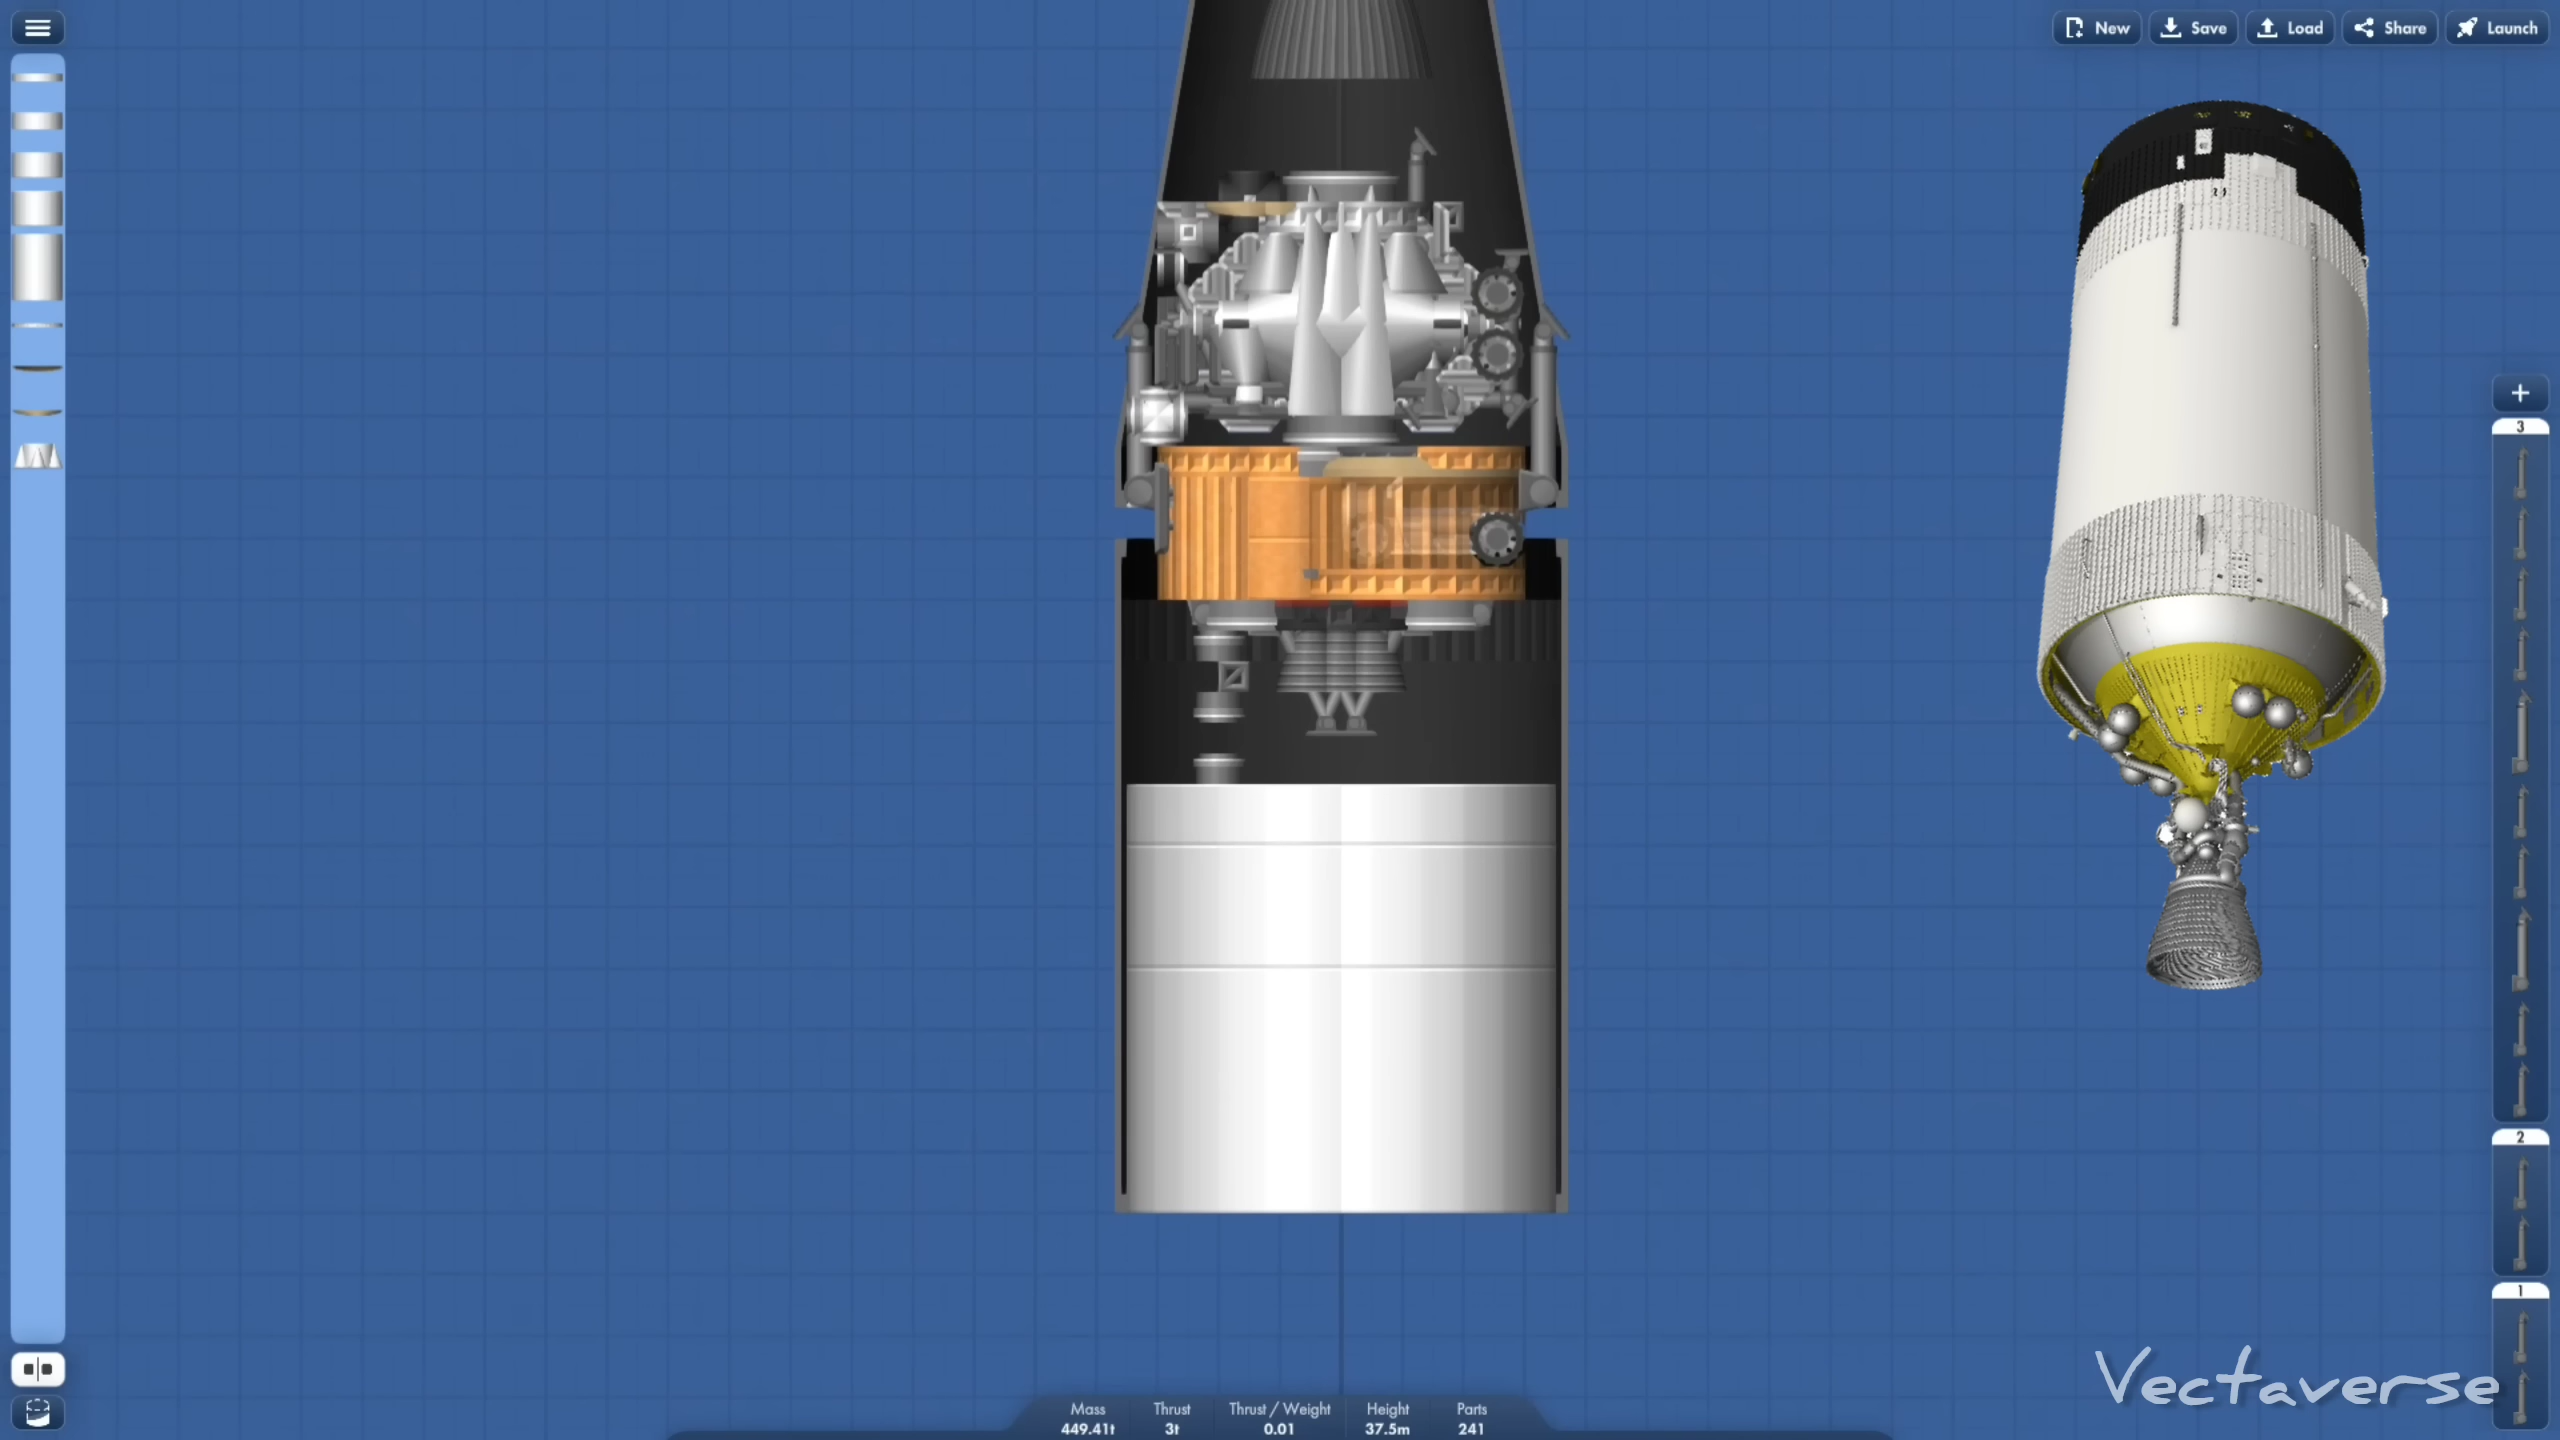 New Save Load Share Launch
3
2
1
Vectaverse
Mass Thrust Thrust / Weight Height Parts
449.41t 3t 0.01 37.5m 241